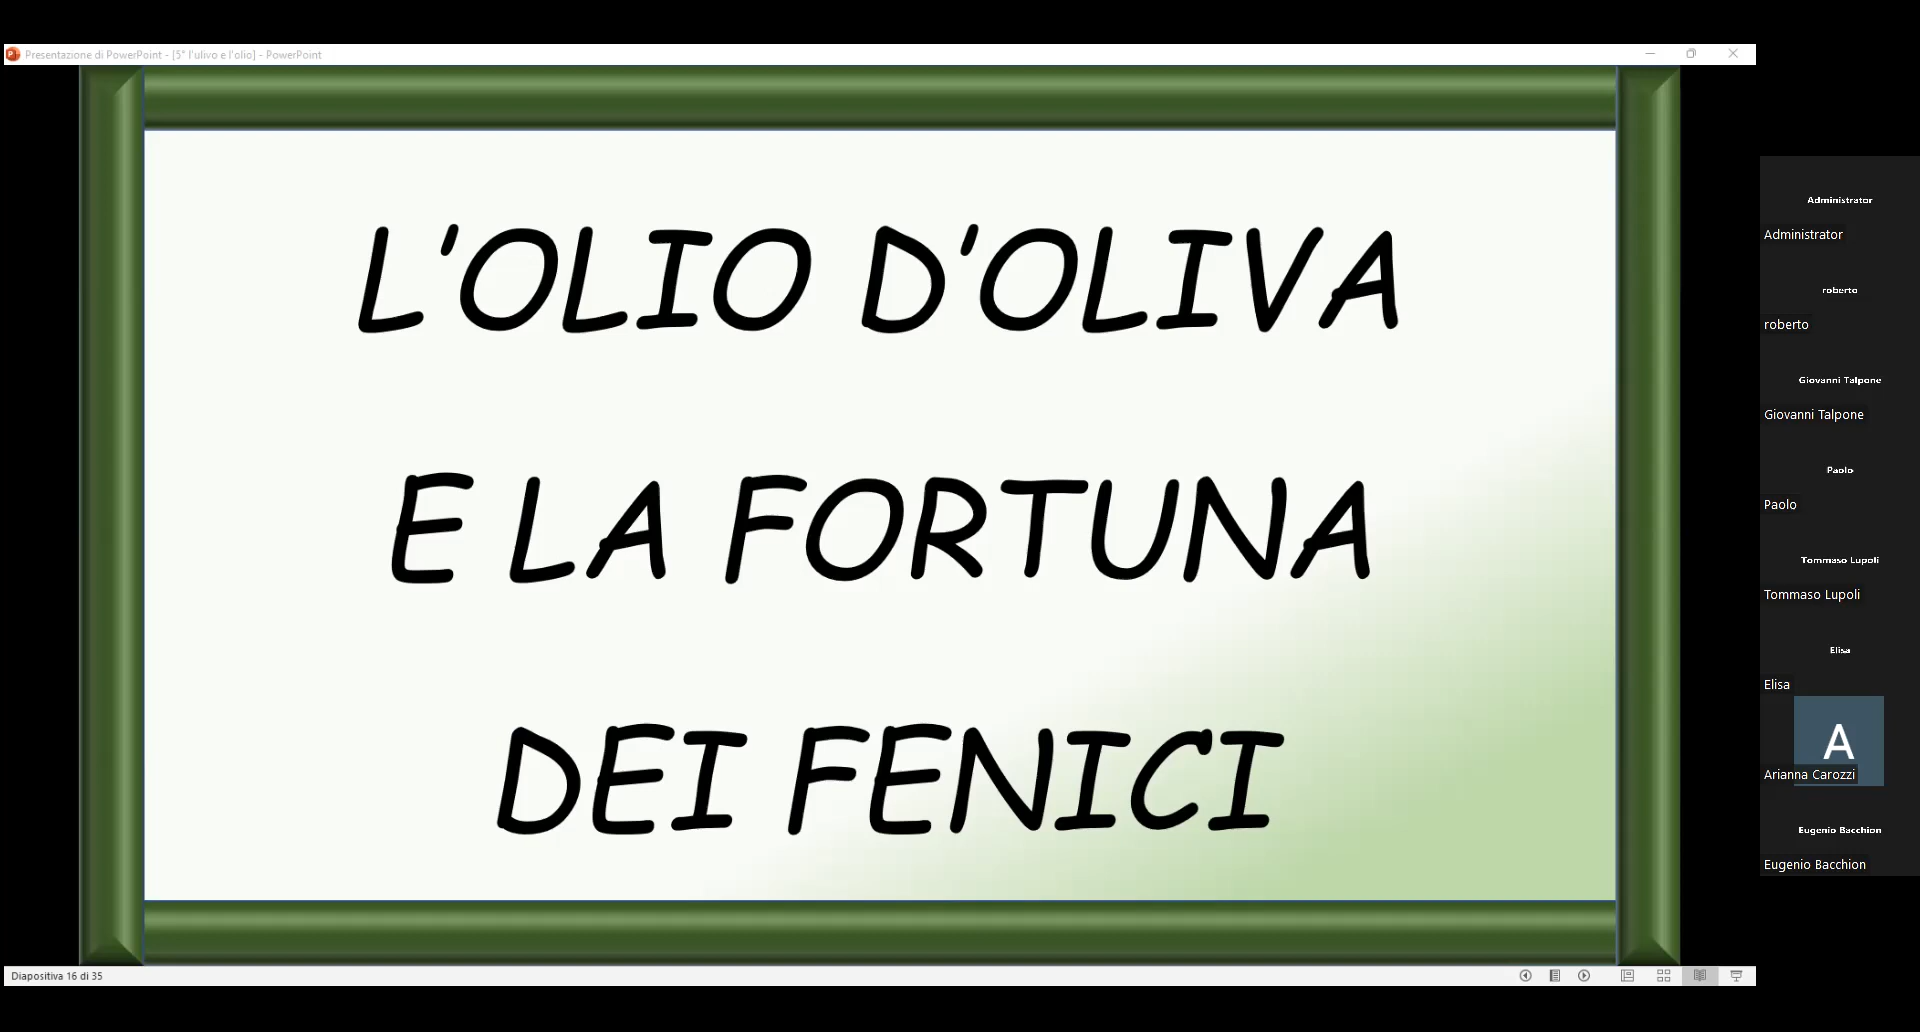 Presentazione di PowerPoint - [5° l'ulivo e l'olio] - PowerPoint
L'OLIO D'OLIVA
E LA FORTUNA
DEI FENICI
Diapositiva 16 di 35
Administrator
Administrator
roberto
roberto
Giovanni Talpone
Giovanni Talpone
Paolo
Paolo
Tommaso Lupoli
Tommaso Lupoli
Elisa
Elisa
A
Arianna Carozzi
Eugenio Bacchion
Eugenio Bacchion